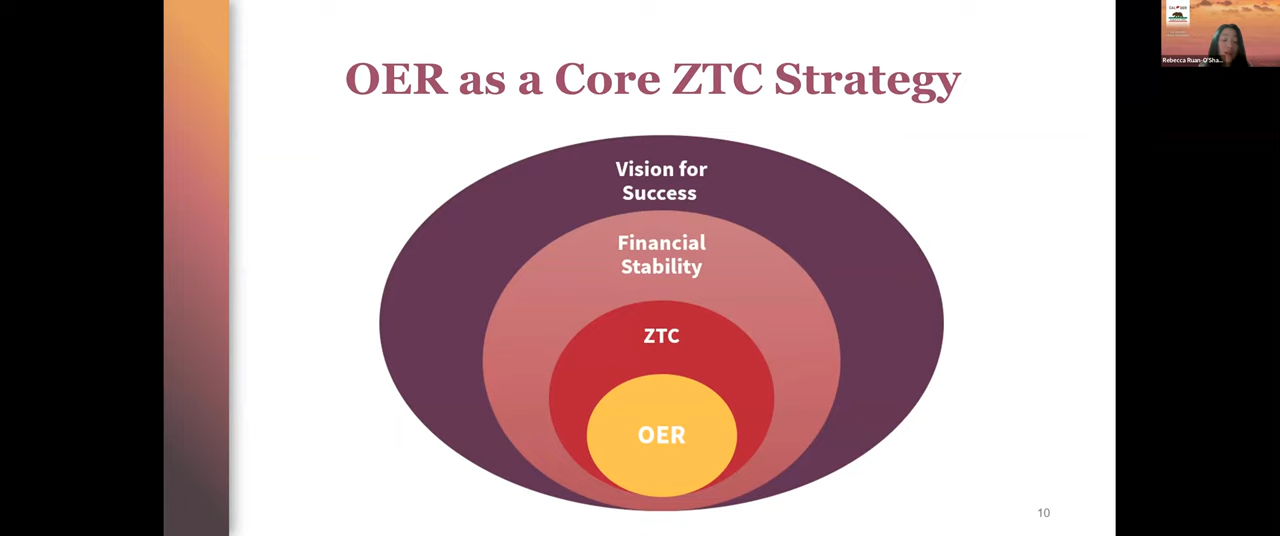 OER as a Core ZTC Strategy
Vision for
Success
Financial
Stability
ZTC
OER
10
Rebecca Ruan-O'Sha...